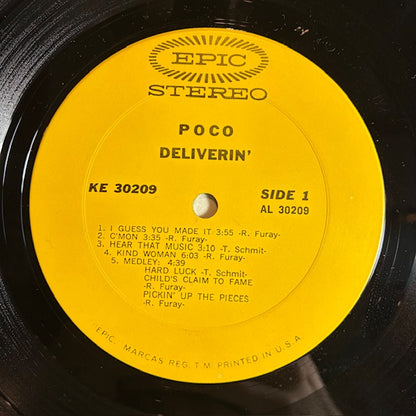 EPIC
STEREO
POCO
DELIVERIN'
KE 30209
SIDE 1
AL 30209
1. I GUESS YOU MADE IT 3:55 -R. Furay-
2. C'MON 3:35 -R. Furay-
3. HEAR THAT MUSIC 3:10 -T. Schmit-
4. KIND WOMAN 6:03 -R. Furay-
5. MEDLEY: 4:39
HARD LUCK -T. Schmit-
CHILD'S CLAIM TO FAME
-R. Furay-
PICKIN' UP THE PIECES
-R. Furay-
EPIC, MARCAS REG. T.M. PRINTED IN U.S.A.